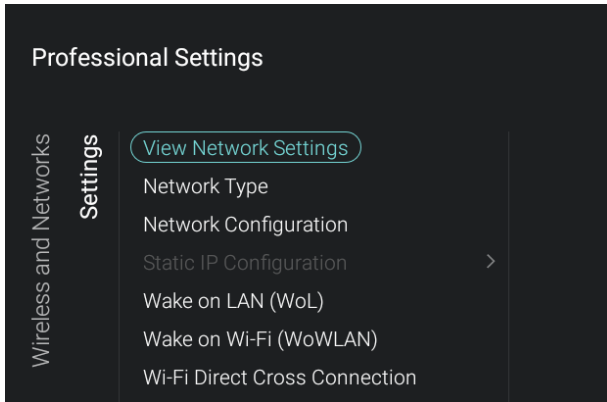 Professional Settings
Wireless and Networks
Settings
View Network Settings
Network Type
Network Configuration
Static IP Configuration
Wake on LAN (WoL)
Wake on Wi-Fi (WoWLAN)
Wi-Fi Direct Cross Connection